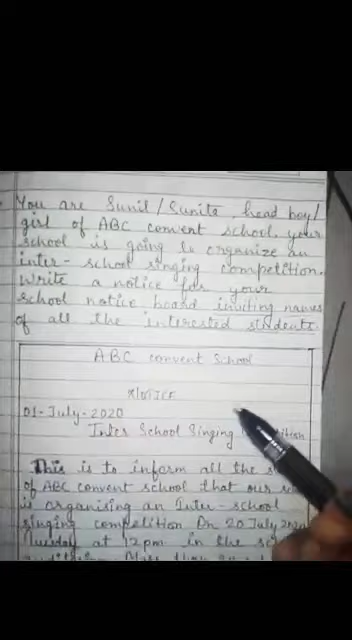 You are Sunil/Sunita head boy/
girl of ABC convent school. your
school is going to organize an
inter-school singing competition.
Write a notice for your
school notice board inviting names
of all the interested students.
ABC convent School
NOTICE
01-July-2020
Inter School Singing
This is to inform all the
of ABC convent school that our
is organising an Inter-school
singing competition On 20 July
Tuesday at 12pm in the